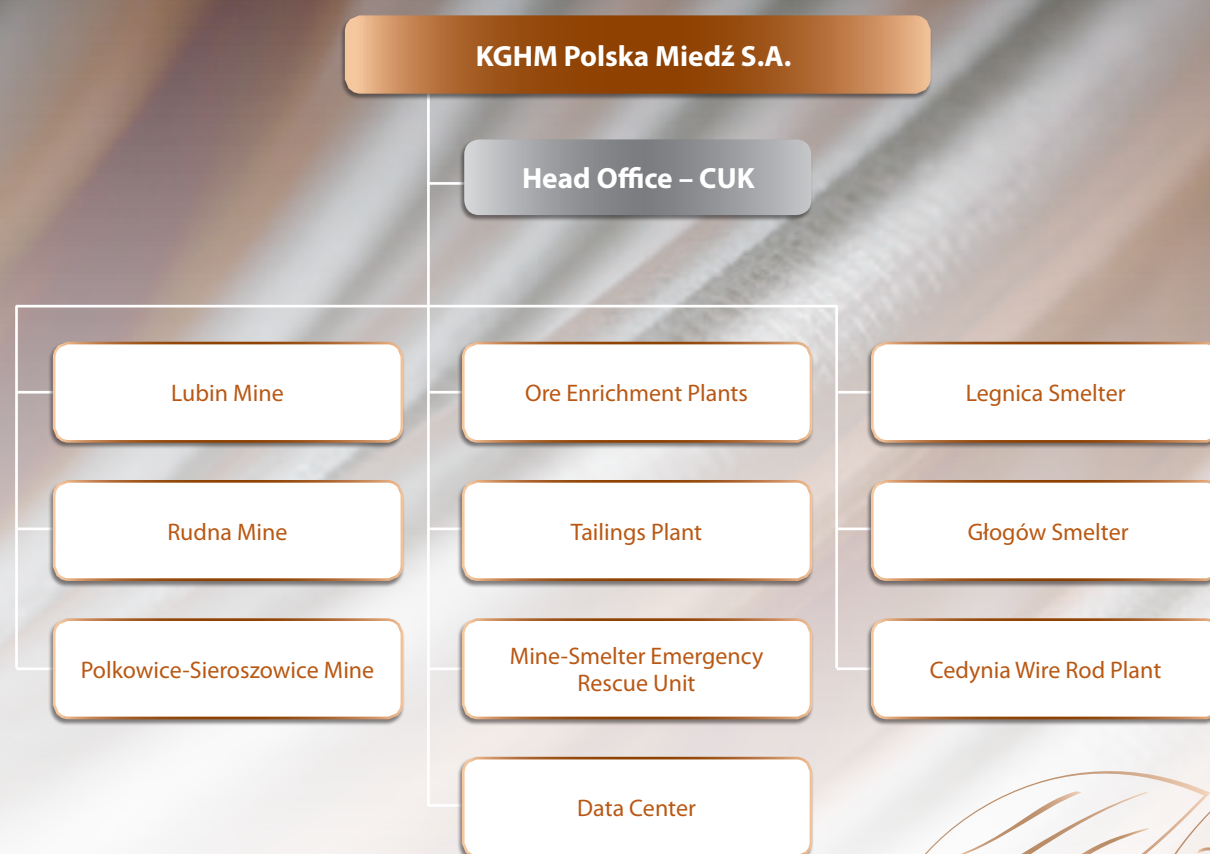 KGHM Polska Miedź S.A.
Head Office – CUK
Lubin Mine
Ore Enrichment Plants
Legnica Smelter
Rudna Mine
Tailings Plant
Głogów Smelter
Polkowice-Sieroszowice Mine
Mine-Smelter Emergency
Rescue Unit
Cedynia Wire Rod Plant
Data Center